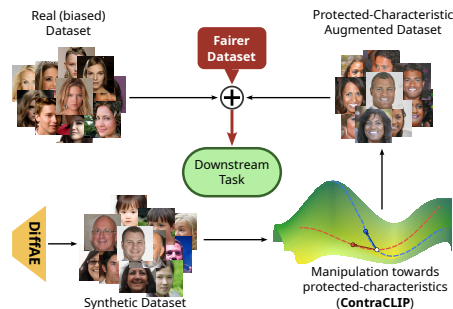 Real (biased)
Dataset
Fairer
Dataset
Protected-Characteristic
Augmented Dataset
Downstream
Task
DiffAE
Synthetic Dataset
Manipulation towards
protected-characteristics
(ContraCLIP)